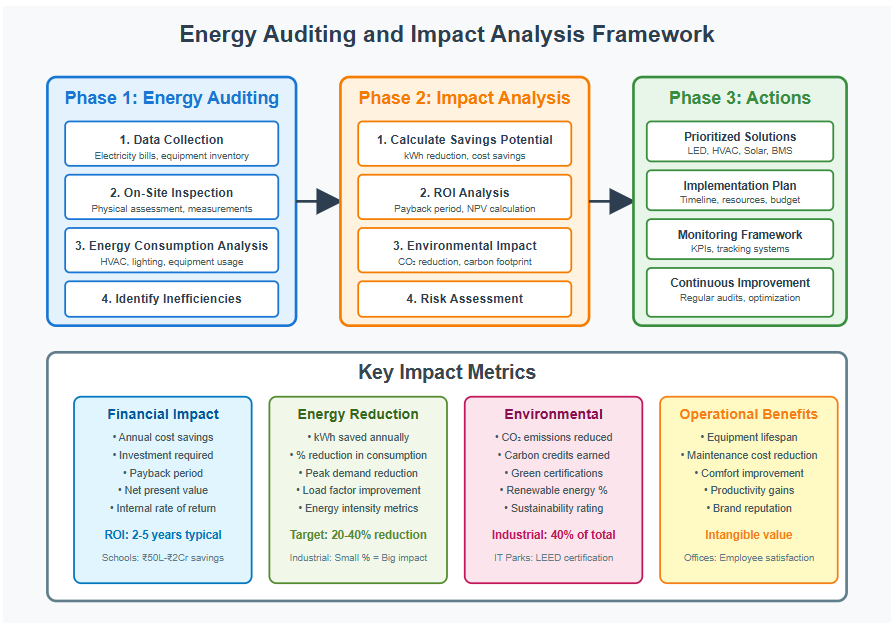 Energy Auditing and Impact Analysis Framework
Phase 1: Energy Auditing
1. Data Collection
Electricity bills, equipment inventory
2. On-Site Inspection
Physical assessment, measurements
3. Energy Consumption Analysis
HVAC, lighting, equipment usage
4. Identify Inefficiencies
Phase 2: Impact Analysis
1. Calculate Savings Potential
kWh reduction, cost savings
2. ROI Analysis
Payback period, NPV calculation
3. Environmental Impact
CO₂ reduction, carbon footprint
4. Risk Assessment
Phase 3: Actions
Prioritized Solutions
LED, HVAC, Solar, BMS
Implementation Plan
Timeline, resources, budget
Monitoring Framework
KPIs, tracking systems
Continuous Improvement
Regular audits, optimization
Key Impact Metrics
Financial Impact
• Annual cost savings
• Investment required
• Payback period
• Net present value
• Internal rate of return
ROI: 2-5 years typical
Schools: ₹50L-₹2Cr savings
Energy Reduction
• kWh saved annually
• % reduction in consumption
• Peak demand reduction
• Load factor improvement
• Energy intensity metrics
Target: 20-40% reduction
Industrial: Small % = Big impact
Environmental
• CO₂ emissions reduced
• Carbon credits earned
• Green certifications
• Renewable energy %
• Sustainability rating
Industrial: 40% of total
IT Parks: LEED certification
Operational Benefits
• Equipment lifespan
• Maintenance cost reduction
• Comfort improvement
• Productivity gains
• Brand reputation
Intangible value
Offices: Employee satisfaction